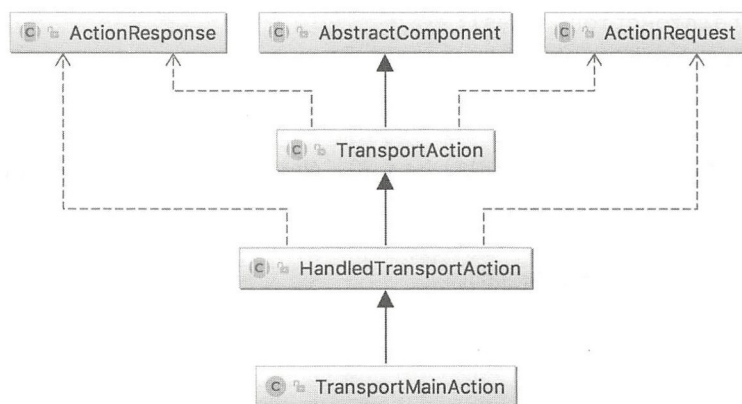 C ActionResponse
C AbstractComponent
C ActionRequest
C TransportAction
C HandledTransportAction
C TransportMainAction